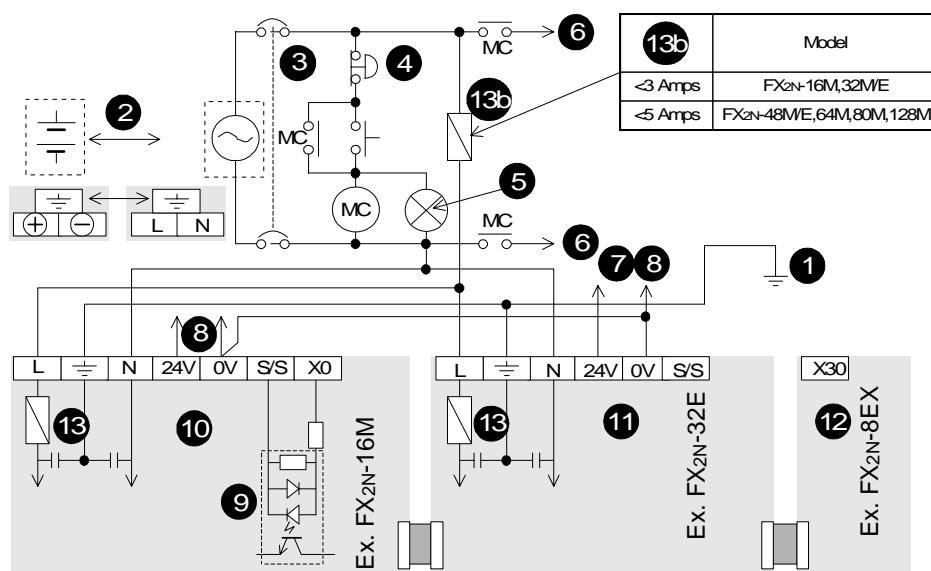 3
4
MC
6
13b
Model
<3 Amps
FX2N-16M,32M/E
<5 Amps
FX2N-48M/E,64M,80M,128M
2
13b
MC
5
MC
MC
L N
6
7
8
1
8
L
N
24V
0V
S/S
X0
L
N
24V
0V
S/S
X30
13
10
13
11
12
9
Ex. FX2N-16M
Ex. FX2N-32E
Ex. FX2N-8EX